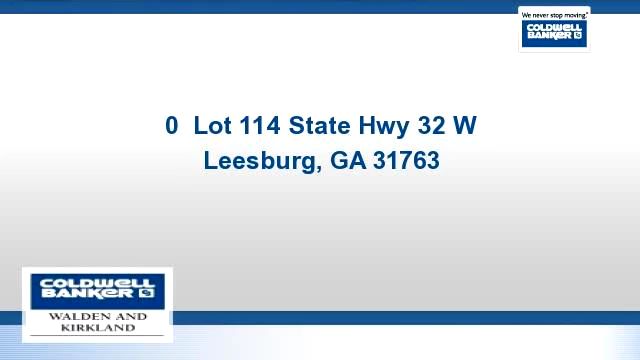 We never stop moving.®
COLDWELL
BANKER
0 Lot 114 State Hwy 32 W
Leesburg, GA 31763
COLDWELL
BANKER
WALDEN AND
KIRKLAND